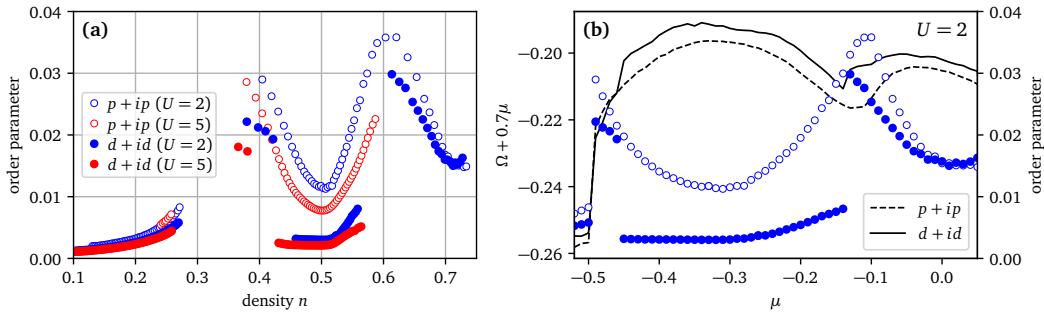 (a)
order parameter
0.04
0.03
0.02
0.01
0.00
p + ip (U = 2)
p + ip (U = 5)
d + id (U = 2)
d + id (U = 5)
0.1
0.2
0.3
0.4
0.5
0.6
0.7
density n
(b)
U = 2
Ω + 0.7μ
−0.20
−0.22
−0.24
−0.26
p + ip
d + id
−0.5
−0.4
−0.3
−0.2
−0.1
0.0
μ
0.04
0.03
0.02
0.01
0.00
order parameter